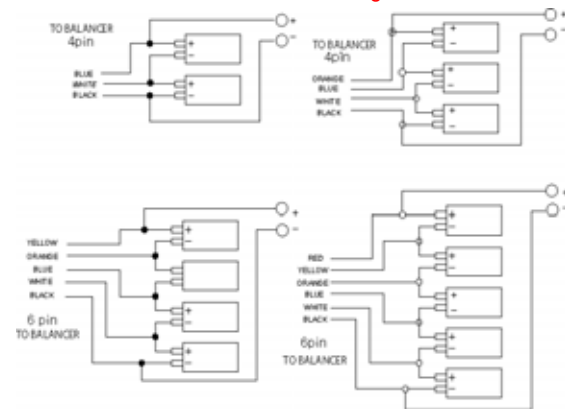 TO BALANCER
4pin
BLUE
WHITE
BLACK
+
−
+
−
+
−
TO BALANCER
4pin
ORANGE
BLUE
WHITE
BLACK
+
−
+
−
+
−
+
−
YELLOW
ORANGE
BLUE
WHITE
BLACK
6 pin
TO BALANCER
+
−
+
−
+
−
+
−
+
−
RED
YELLOW
ORANGE
BLUE
WHITE
BLACK
6pin
TO BALANCER
+
−
+
−
+
−
+
−
+
−
+
−